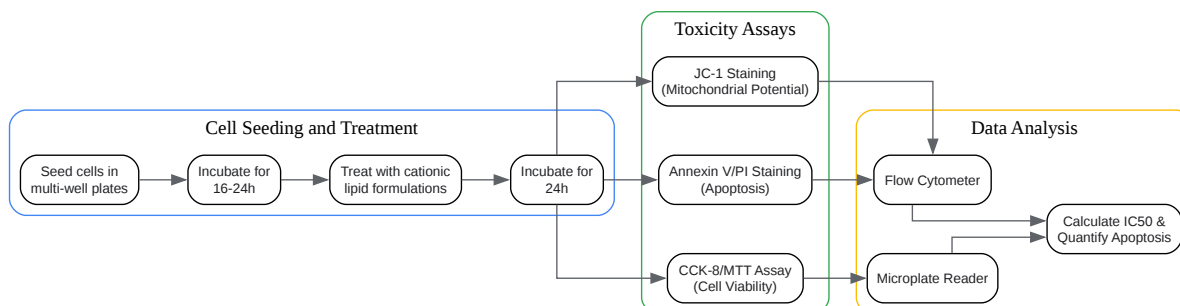 Cell Seeding and Treatment
Seed cells in
multi-well plates
Incubate for
16-24h
Treat with cationic
lipid formulations
Incubate for
24h
Toxicity Assays
JC-1 Staining
(Mitochondrial Potential)
Annexin V/PI Staining
(Apoptosis)
CCK-8/MTT Assay
(Cell Viability)
Data Analysis
Flow Cytometer
Microplate Reader
Calculate IC50 &
Quantify Apoptosis